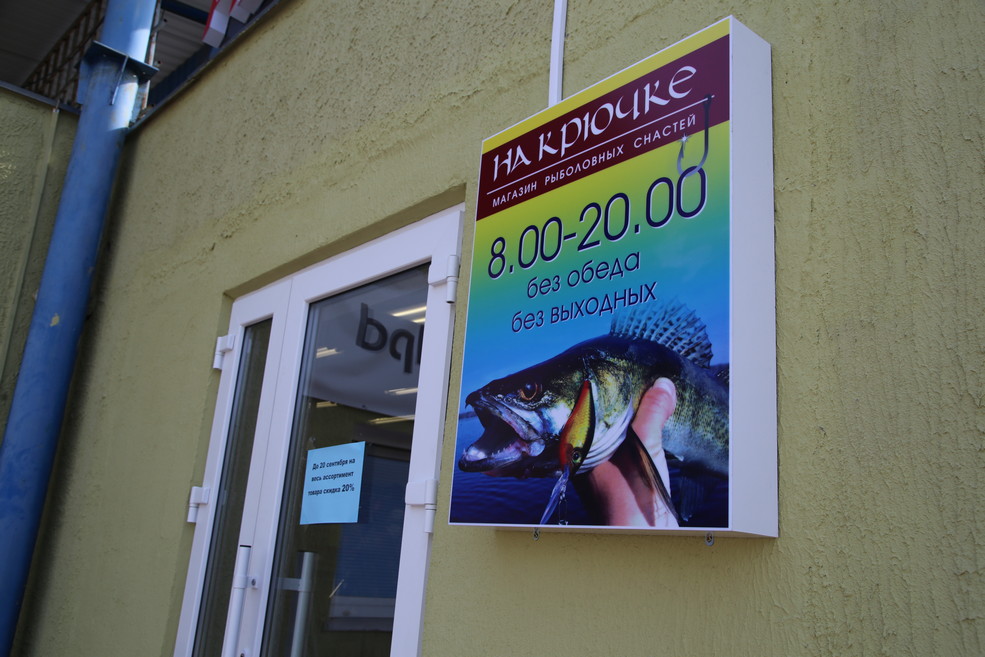 НА КРЮЧКЕ
МАГАЗИН РЫБОЛОВНЫХ СНАСТЕЙ
8.00-20.00
без обеда
без выходных
До 20 сентября на
весь ассортимент
товара скидка 20%